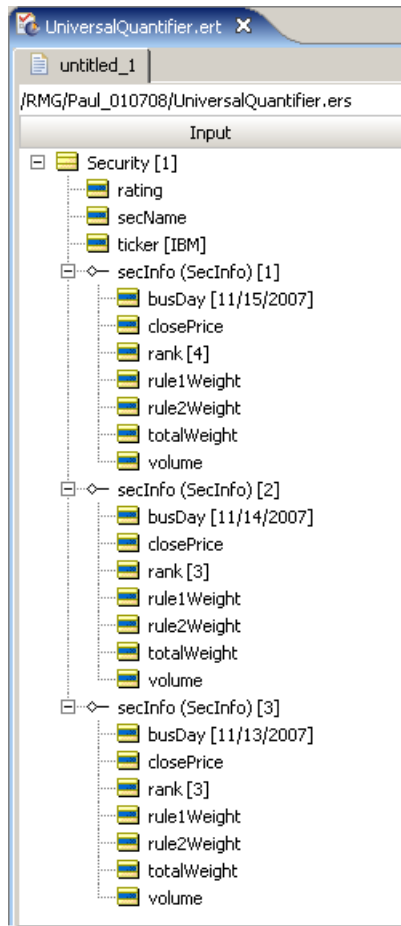 UniversalQuantifier.ert
untitled_1
/RMG/Paul_010708/UniversalQuantifier.ers
Input
Security [1]
rating
secName
ticker [IBM]
secInfo (SecInfo) [1]
busDay [11/15/2007]
closePrice
rank [4]
rule1Weight
rule2Weight
totalWeight
volume
secInfo (SecInfo) [2]
busDay [11/14/2007]
closePrice
rank [3]
rule1Weight
rule2Weight
totalWeight
volume
secInfo (SecInfo) [3]
busDay [11/13/2007]
closePrice
rank [3]
rule1Weight
rule2Weight
totalWeight
volume